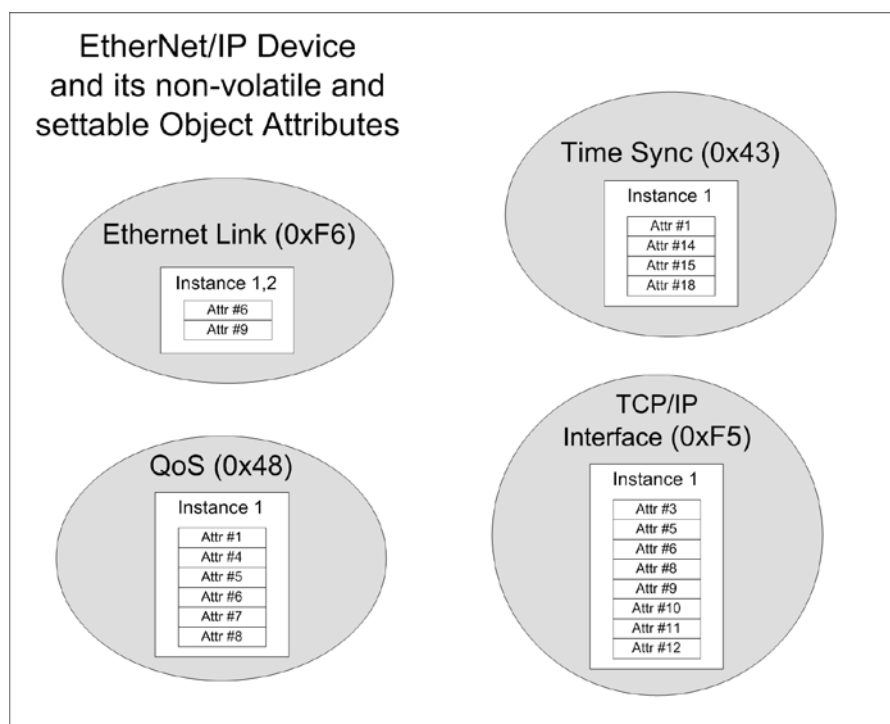 EtherNet/IP Device
and its non-volatile and
settable Object Attributes
Time Sync (0x43)
Instance 1
Attr #1
Attr #14
Attr #15
Attr #18
Ethernet Link (0xF6)
Instance 1,2
Attr #6
Attr #9
TCP/IP
Interface (0xF5)
Instance 1
Attr #3
Attr #5
Attr #6
Attr #8
Attr #9
Attr #10
Attr #11
Attr #12
QoS (0x48)
Instance 1
Attr #1
Attr #4
Attr #5
Attr #6
Attr #7
Attr #8